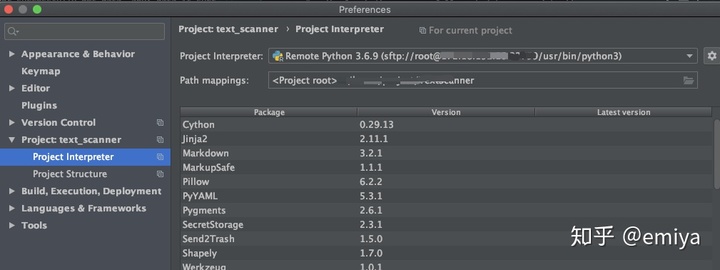 Preferences
Project: text_scanner › Project Interpreter For current project
Appearance & Behavior
Keymap
Editor
Plugins
Version Control
Project: text_scanner
Project Interpreter
Project Structure
Build, Execution, Deployment
Languages & Frameworks
Tools
Project Interpreter: Remote Python 3.6.9 (sftp://root@ /usr/bin/python3)
Path mappings: <Project root>
Package Version Latest version
Cython 0.29.13
Jinja2 2.11.1
Markdown 3.2.1
MarkupSafe 1.1.1
Pillow 6.2.2
PyYAML 5.3.1
Pygments 2.6.1
SecretStorage 2.3.1
Send2Trash 1.5.0
Shapely 1.7.0
Werkzeug 1.0.1
知乎 @emiya